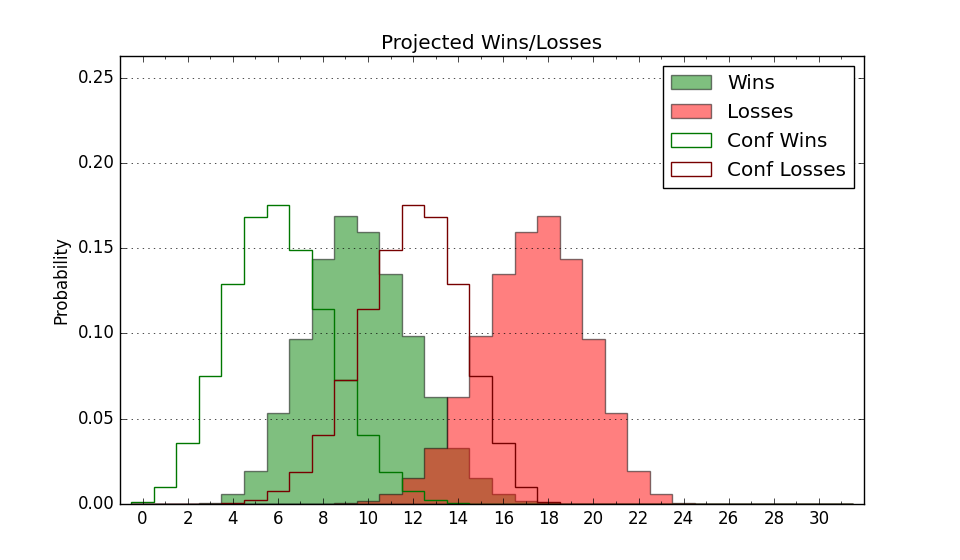 Projected Wins/Losses
0.25
0.20
0.15
0.10
0.05
0.00
Probability
Wins
Losses
Conf Wins
Conf Losses
0 2 4 6 8 10 12 14 16 18 20 22 24 26 28 30